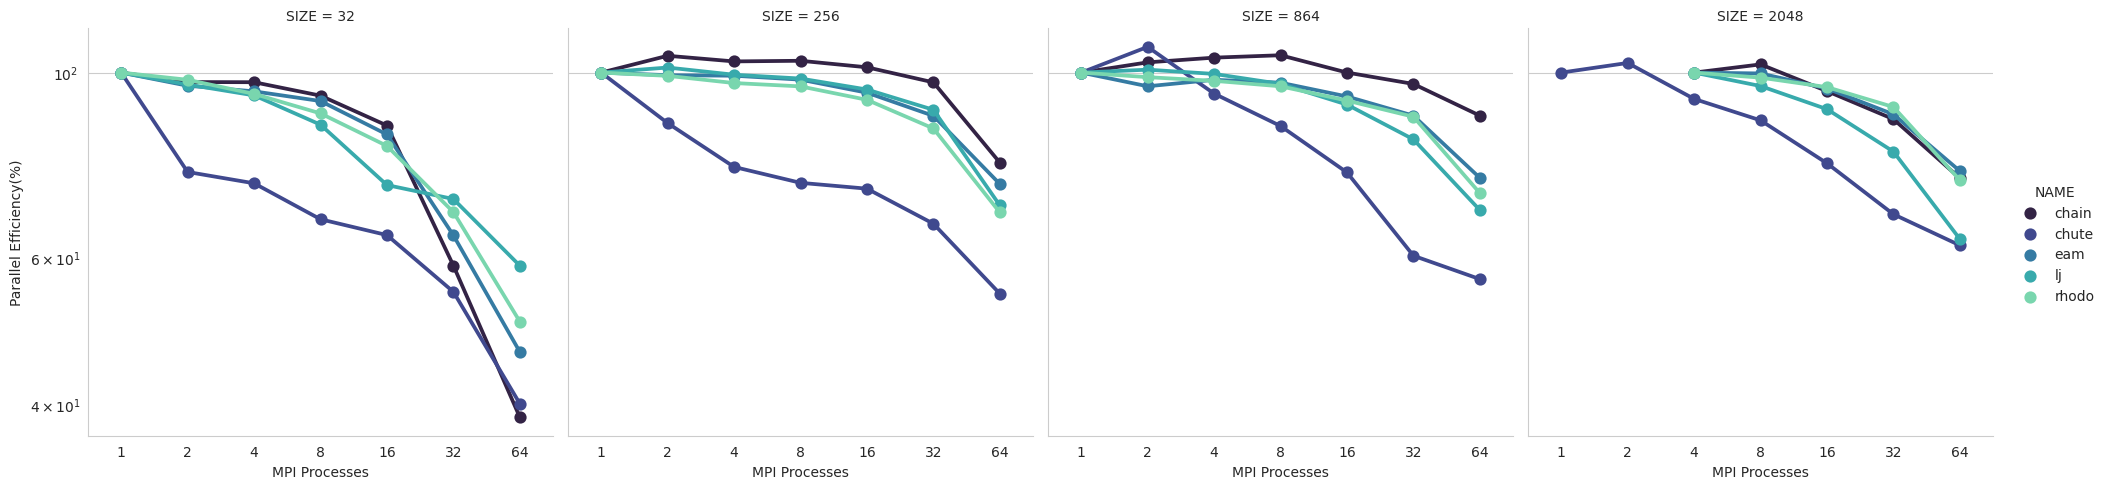 SIZE = 32
SIZE = 256
SIZE = 864
SIZE = 2048
Parallel Efficiency(%)
10²
6 × 10¹
4 × 10¹
1 2 4 8 16 32 64
1 2 4 8 16 32 64
1 2 4 8 16 32 64
1 2 4 8 16 32 64
MPI Processes
MPI Processes
MPI Processes
MPI Processes
NAME
chain
chute
eam
lj
rhodo